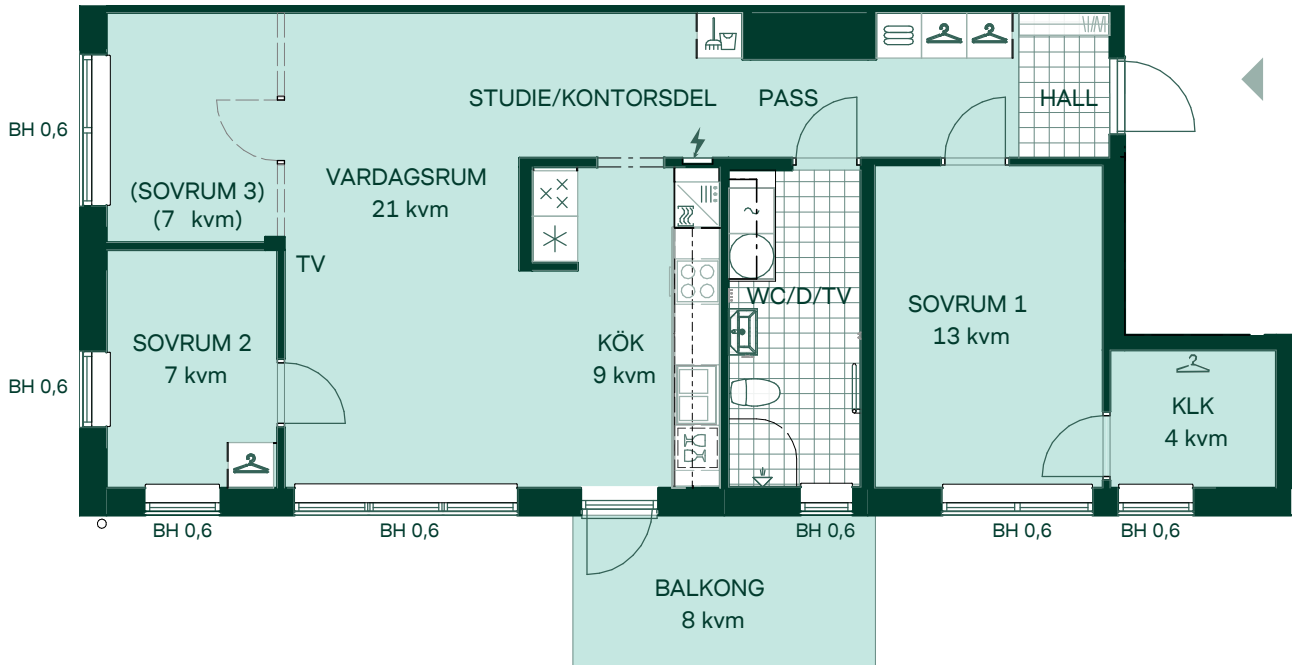 STUDIE/KONTORSDEL
PASS
HALL
BH 0,6
VARDAGSRUM
21 kvm
(SOVRUM 3)
(7 kvm)
TV
WC/D/TV
SOVRUM 1
13 kvm
SOVRUM 2
7 kvm
KÖK
9 kvm
BH 0,6
KLK
4 kvm
BH 0,6
BH 0,6
BH 0,6
BH 0,6
BH 0,6
BALKONG
8 kvm